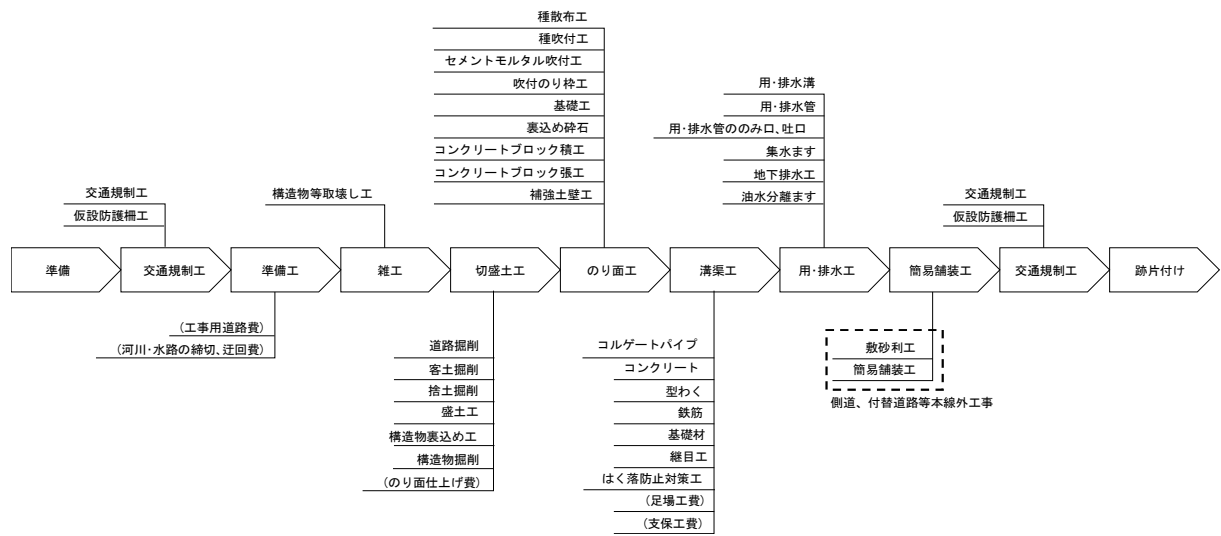 種散布工
種吹付工
セメントモルタル吹付工
吹付のり枠工
基礎工
裏込め砕石
コンクリートブロック積工
コンクリートブロック張工
補強土壁工
用･排水溝
用･排水管
用･排水管ののみ口､吐口
集水ます
地下排水工
油水分離ます
交通規制工
仮設防護柵工
構造物等取壊し工
交通規制工
仮設防護柵工
準備
交通規制工
準備工
雑工
切盛土工
のり面工
溝渠工
用･排水工
簡易舗装工
交通規制工
跡片付け
(工事用道路費)
(河川･水路の締切､迂回費)
道路掘削
客土掘削
捨土掘削
盛土工
構造物裏込め工
構造物掘削
(のり面仕上げ費)
コルゲートパイプ
コンクリート
型わく
鉄筋
基礎材
継目工
はく落防止対策工
(足場工費)
(支保工費)
敷砂利工
簡易舗装工
側道、付替道路等本線外工事